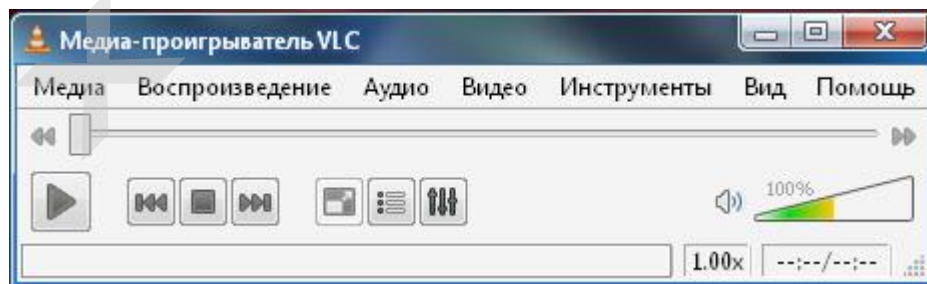 Медиа-проигрыватель VLC
Медиа Воспроизведение Аудио Видео Инструменты Вид Помощь
100%
1.00x --:--/--:--